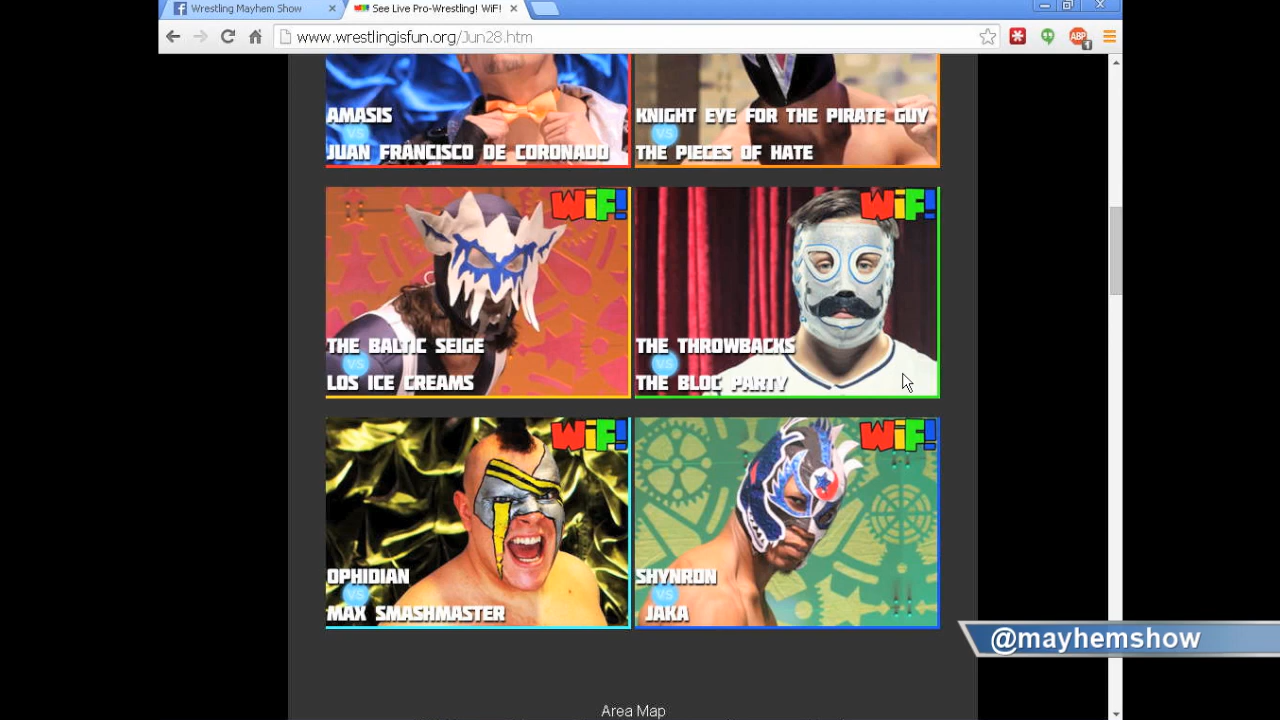 Wrestling Mayhem Show
See Live Pro-Wrestling! WiF!
www.wrestlingisfun.org/Jun28.htm
ABP
AMASIS
VS
JUAN FRANCISCO DE CORONADO
KNIGHT EYE FOR THE PIRATE GUY
VS
THE PIECES OF HATE
WiF!
THE BALTIC SEIGE
VS
LOS ICE CREAMS
WiF!
THE THROWBACKS
VS
THE BLOC PARTY
WiF!
OPHIDIAN
VS
MAX SMASHMASTER
WiF!
SHYNRON
VS
JAKA
@mayhemshow
Area Map